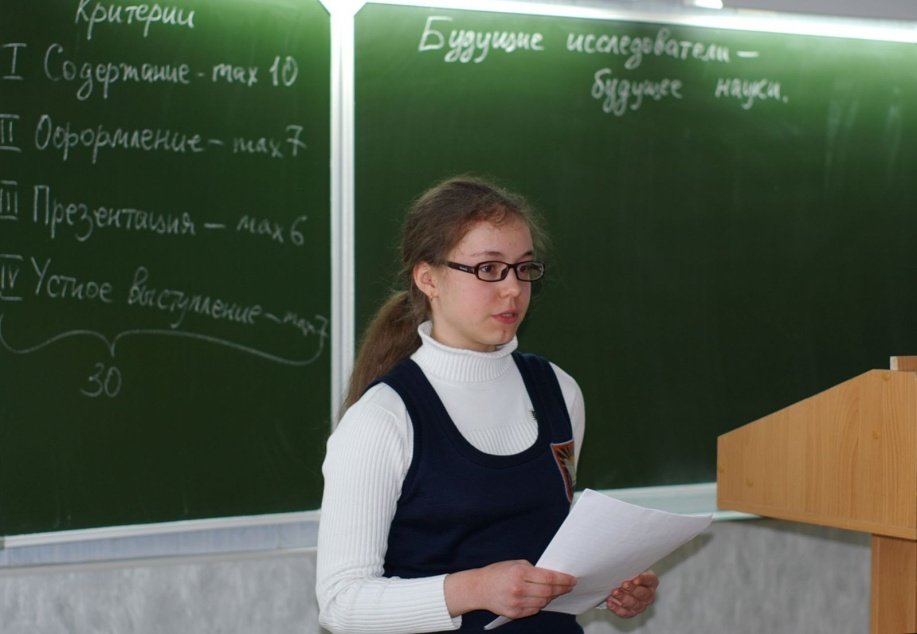 Критерии
I Содержание - max 10
II Оформление - max 7
III Презентация - max 6
IV Устное выступление - max 7
30
Будущие исследователи -
будущее науки.